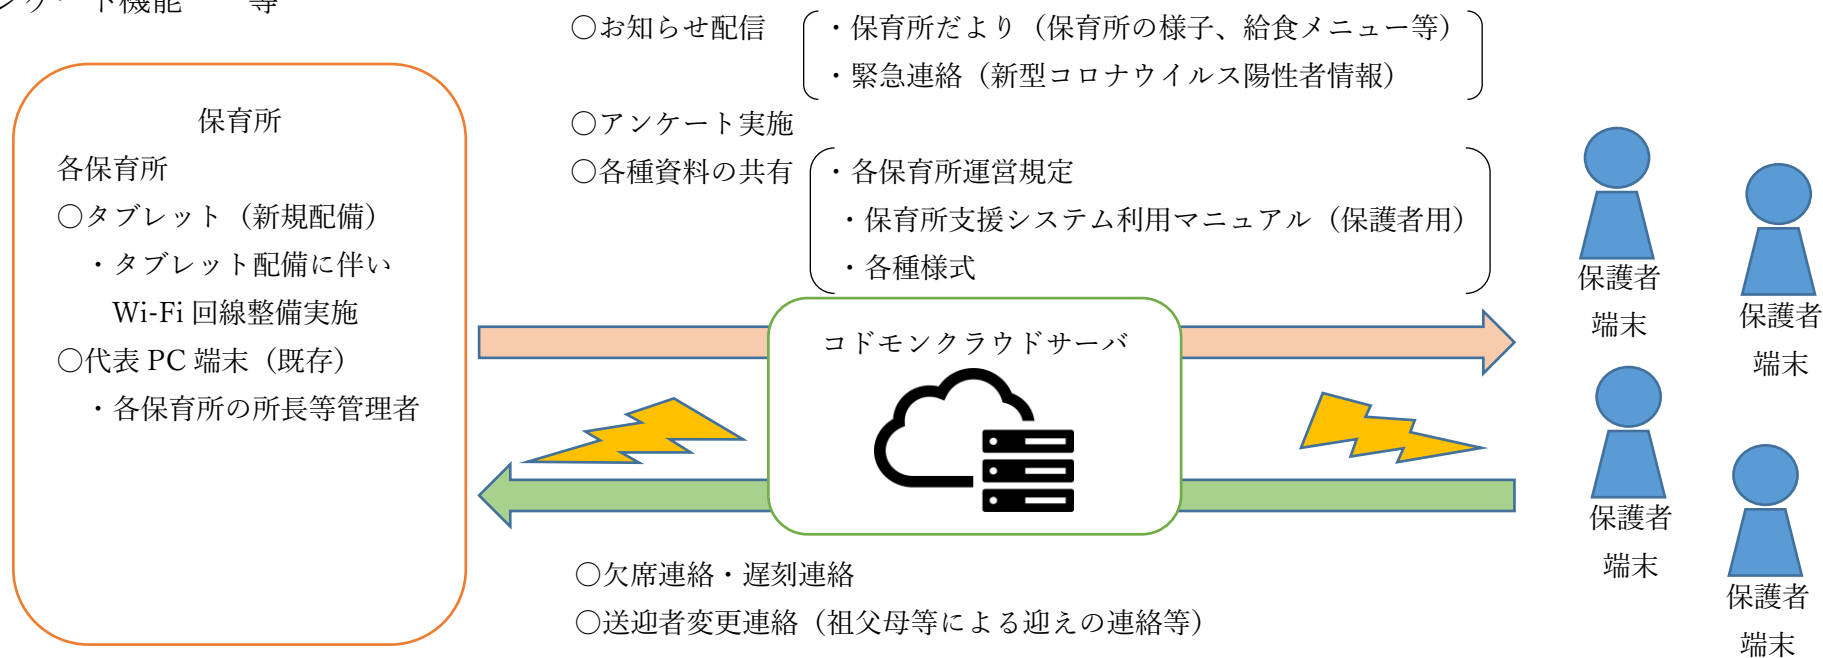 ンケート機能　　等
保育所
各保育所
○タブレット（新規配備）
・タブレット配備に伴い
Wi-Fi 回線整備実施
○代表 PC 端末（既存）
・各保育所の所長等管理者
○お知らせ配信
・保育所だより（保育所の様子、給食メニュー等）
・緊急連絡（新型コロナウイルス陽性者情報）
○アンケート実施
○各種資料の共有
・各保育所運営規定
・保育所支援システム利用マニュアル（保護者用）
・各種様式
コドモンクラウドサーバ
○欠席連絡・遅刻連絡
○送迎者変更連絡（祖父母等による迎えの連絡等）
保護者
端末
保護者
端末
保護者
端末
保護者
端末